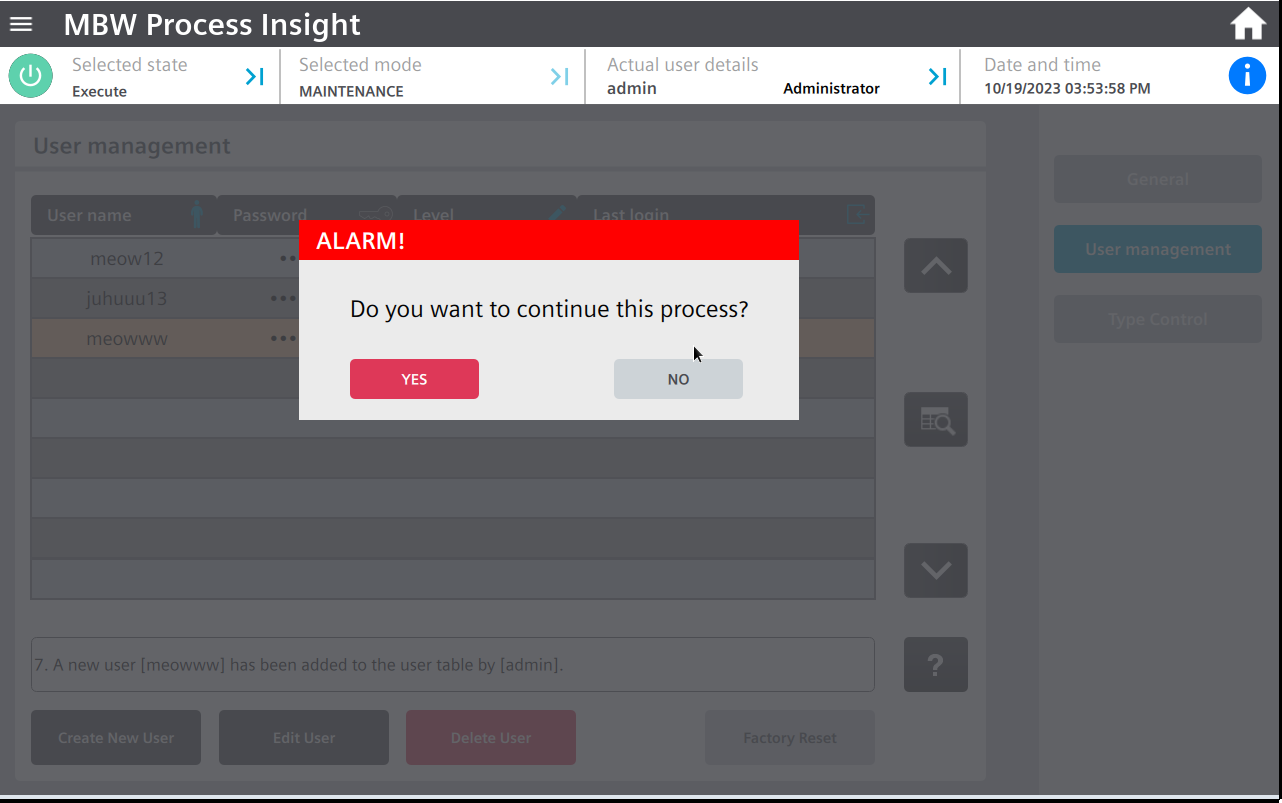 MBW Process Insight
Selected state
Execute
Selected mode
MAINTENANCE
Actual user details
admin Administrator
Date and time
10/19/2023 03:53:58 PM
User management
General
User management
Type Control
User name Password Level Last login
meow12 ••
juhuuu13 •••
meowww •••
ALARM!
Do you want to continue this process?
YES NO
7. A new user [meowww] has been added to the user table by [admin].
?
Create New User Edit User Delete User Factory Reset